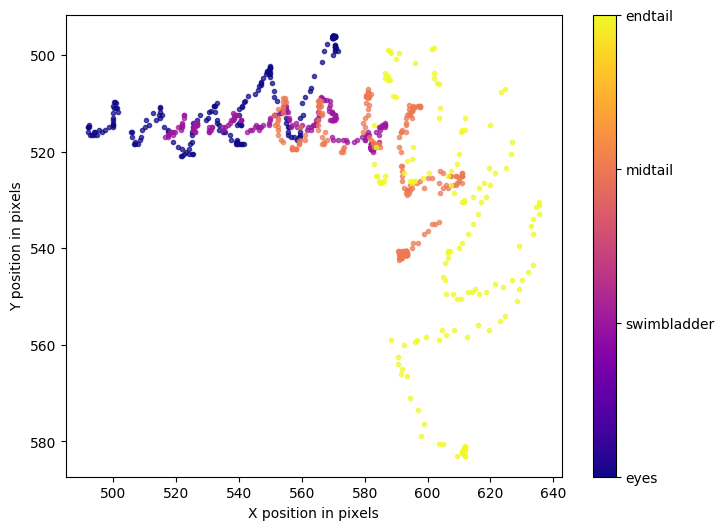 500
520
540
560
580
Y position in pixels
500
520
540
560
580
600
620
640
X position in pixels
endtail
midtail
swimbladder
eyes